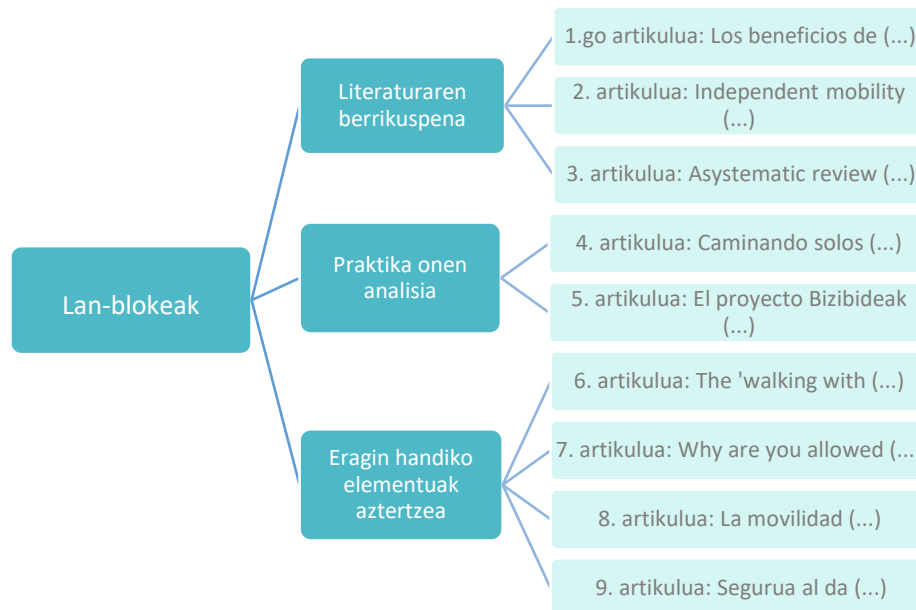 Lan-blokeak
Literaturaren
berrikuspena
1.go artikulua: Los beneficios de (...)
2. artikulua: Independent mobility
(...)
3. artikulua: Asystematic review (...)
Praktika onen
analisia
4. artikulua: Caminando solos (...)
5. artikulua: El proyecto Bizibideak
(...)
Eragin handiko
elementuak
aztertzea
6. artikulua: The 'walking with (...)
7. artikulua: Why are you allowed (...
8. artikulua: La movilidad (...)
9. artikulua: Segurua al da (...)